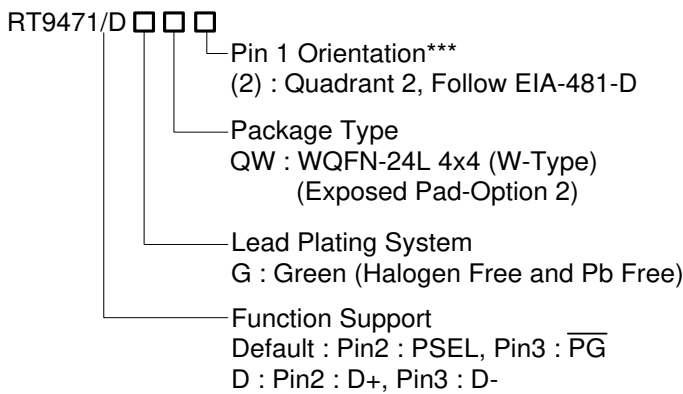 RT9471/D □ □ □
Pin 1 Orientation***
(2) : Quadrant 2, Follow EIA-481-D
Package Type
QW : WQFN-24L 4x4 (W-Type)
(Exposed Pad-Option 2)
Lead Plating System
G : Green (Halogen Free and Pb Free)
Function Support
Default : Pin2 : PSEL, Pin3 : P̅G̅
D : Pin2 : D+, Pin3 : D-